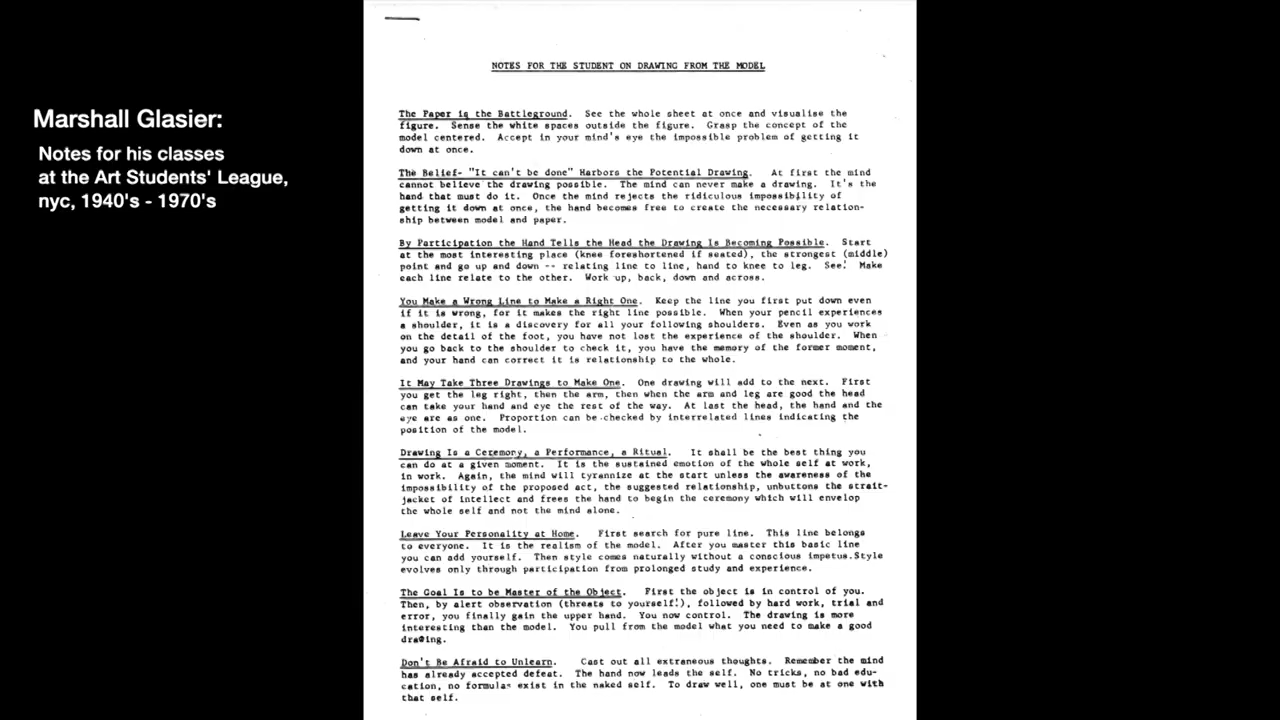 Marshall Glasier:
Notes for his classes
at the Art Students' League,
nyc, 1940's - 1970's
NOTES FOR THE STUDENT ON DRAWING FROM THE MODEL
The Paper is the Battleground. See the whole sheet at once and visualise the
figure. Sense the white spaces outside the figure. Grasp the concept of the
model centered. Accept in your mind's eye the impossible problem of getting it
down at once.
The Belief- "It can't be done" Harbors the Potential Drawing. At first the mind
cannot believe the drawing possible. The mind can never make a drawing. It's the
hand that must do it. Once the mind rejects the ridiculous impossibility of
getting it down at once, the hand becomes free to create the necessary relation-
ship between model and paper.
By Participation the Hand Tells the Head the Drawing Is Becoming Possible. Start
at the most interesting place (knee foreshortened if seated), the strongest (middle)
point and go up and down -- relating line to line, hand to knee to leg. See! Make
each line relate to the other. Work up, back, down and across.
You Make a Wrong Line to Make a Right One. Keep the line you first put down even
if it is wrong, for it makes the right line possible. When your pencil experiences
a shoulder, it is a discovery for all your following shoulders. Even as you work
on the detail of the foot, you have not lost the experience of the shoulder. When
you go back to the shoulder to check it, you have the memory of the former moment,
and your hand can correct it is relationship to the whole.
It May Take Three Drawings to Make One. One drawing will add to the next. First
you get the leg right, then the arm, then when the arm and leg are good the head
can take your hand and eye the rest of the way. At last the head, the hand and the
eye are as one. Proportion can be checked by interrelated lines indicating the
position of the model.
Drawing Is a Ceremony, a Performance, a Ritual. It shall be the best thing you
can do at a given moment. It is the sustained emotion of the whole self at work,
in work. Again, the mind will tyrannize at the start unless the awareness of the
impossibility of the proposed act, the suggested relationship, unbuttons the strait-
jacket of intellect and frees the hand to begin the ceremony which will envelop
the whole self and not the mind alone.
Leave Your Personality at Home. First search for pure line. This line belongs
to everyone. It is the realism of the model. After you master this basic line
you can add yourself. Then style comes naturally without a conscious impetus.Style
evolves only through participation from prolonged study and experience.
The Goal Is to be Master of the Object. First the object is in control of you.
Then, by alert observation (threats to yourself!), followed by hard work, trial and
error, you finally gain the upper hand. You now control. The drawing is more
interesting than the model. You pull from the model what you need to make a good
drawing.
Don't Be Afraid to Unlearn. Cast out all extraneous thoughts. Remember the mind
has already accepted defeat. The hand now leads the self. No tricks, no bad edu-
cation, no formulas exist in the naked self. To draw well, one must be at one with
that self.